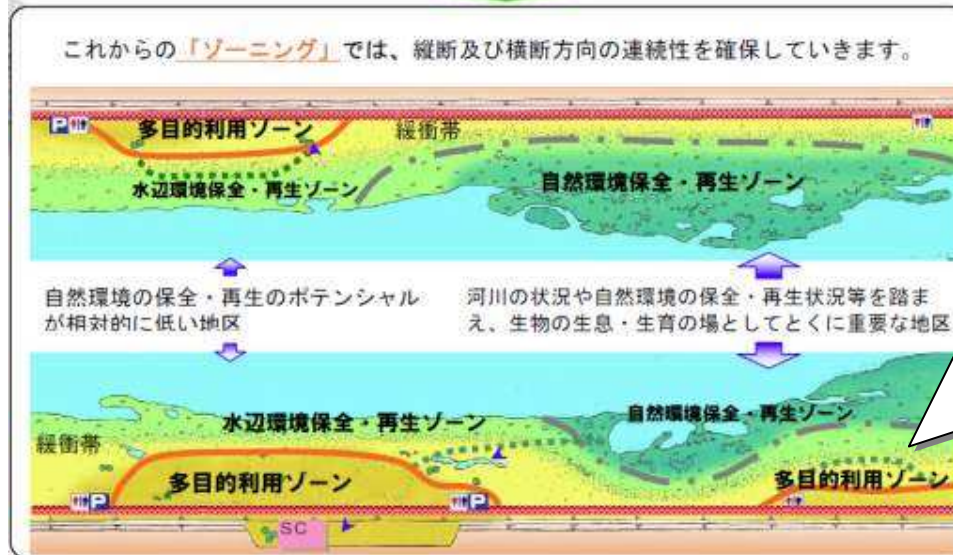 これからの「ゾーニング」では、縦断及び横断方向の連続性を確保していきます。
P
多目的利用ゾーン
緩衝帯
水辺環境保全・再生ゾーン
自然環境保全・再生ゾーン
自然環境の保全・再生のポテンシャル
が相対的に低い地区
河川の状況や自然環境の保全・再生状況等を踏ま
え、生物の生息・生育の場としてとくに重要な地区
水辺環境保全・再生ゾーン
自然環境保全・再生ゾーン
緩衝帯
多目的利用ゾーン
多目的利用ゾーン
P
P
SC